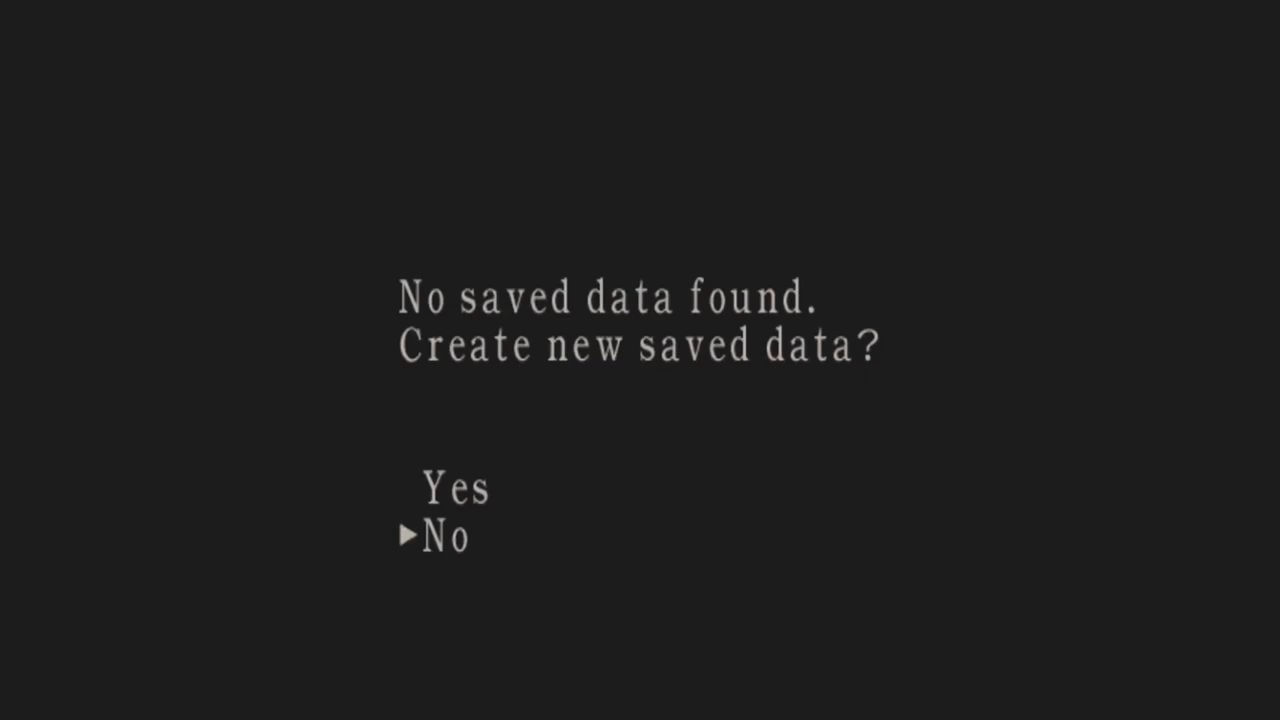 No saved data found.
Create new saved data?
Yes
▶No